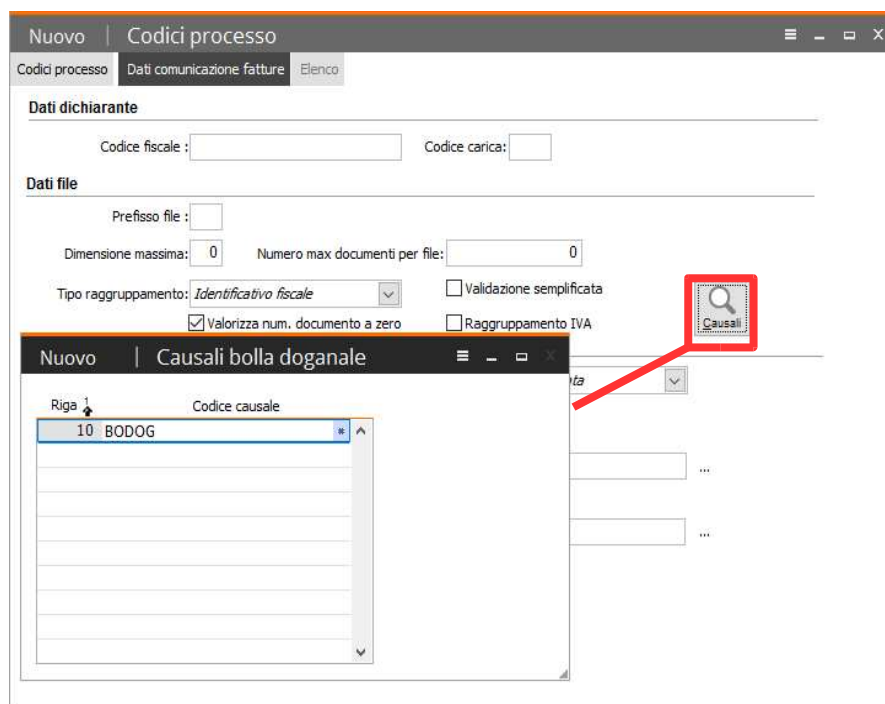 Nuovo | Codici processo
Codici processo Dati comunicazione fatture Elenco
Dati dichiarante
Codice fiscale : Codice carica:
Dati file
Prefisso file :
Dimensione massima: 0 Numero max documenti per file: 0
Tipo raggruppamento: Identificativo fiscale Validazione semplificata
Valorizza num. documento a zero Raggruppamento IVA
Causali
Nuovo | Causali bolla doganale
Riga 1 Codice causale
10 BODOG *
...
...